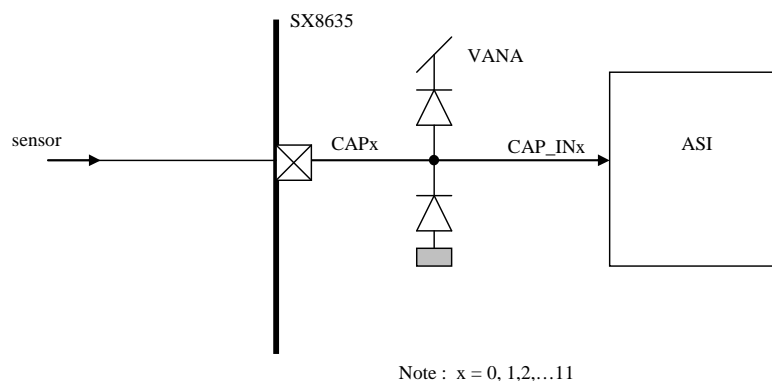 SX8635
VANA
sensor
CAPx
CAP_INx
ASI
Note : x = 0, 1,2,…11